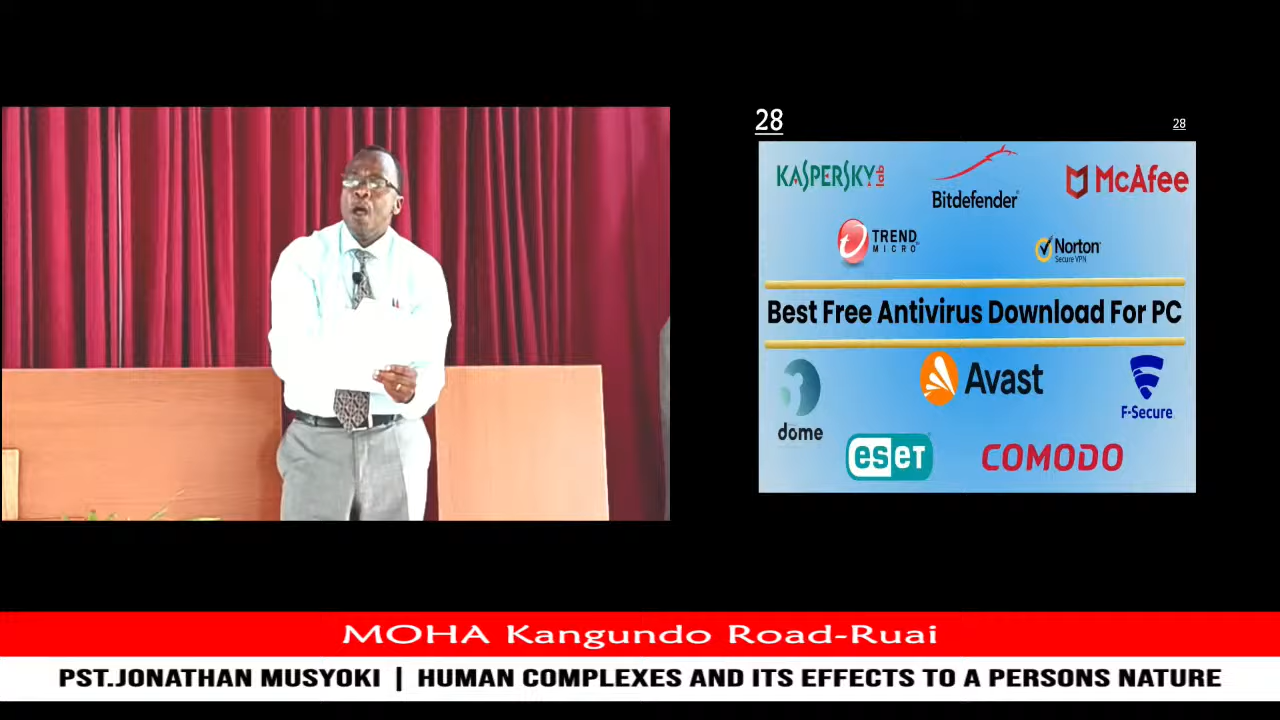 28
28
KASPERSKY lab
Bitdefender
McAfee
TREND
MICRO
Norton
Secure VPN
Best Free Antivirus Download For PC
dome
Avast
F-Secure
eseT
COMODO
MOHA Kangundo Road-Ruai
PST.JONATHAN MUSYOKI | HUMAN COMPLEXES AND ITS EFFECTS TO A PERSONS NATURE